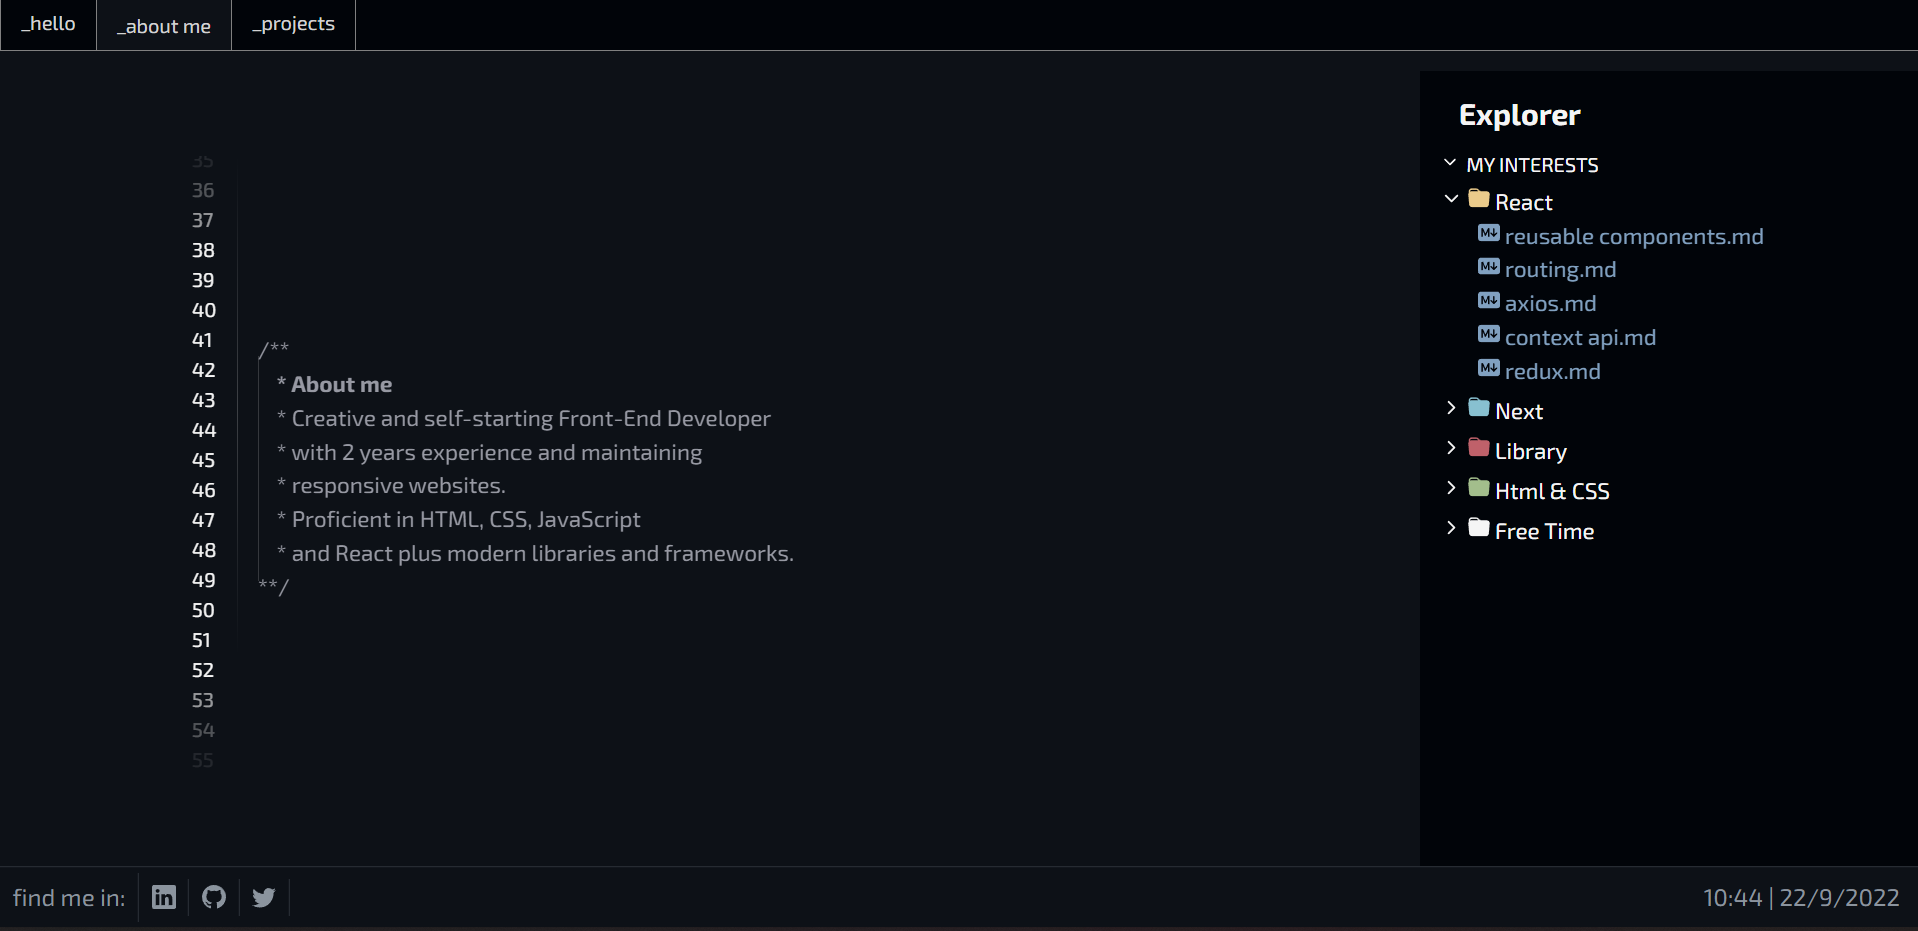 _hello
_about me
_projects
35
36
37
38
39
40
41
42
43
44
45
46
47
48
49
50
51
52
53
54
55
/**
* About me
* Creative and self-starting Front-End Developer
* with 2 years experience and maintaining
* responsive websites.
* Proficient in HTML, CSS, JavaScript
* and React plus modern libraries and frameworks.
**/
Explorer
MY INTERESTS
React
M↓ reusable components.md
M↓ routing.md
M↓ axios.md
M↓ context api.md
M↓ redux.md
Next
Library
Html & CSS
Free Time
find me in:
in
10:44 | 22/9/2022